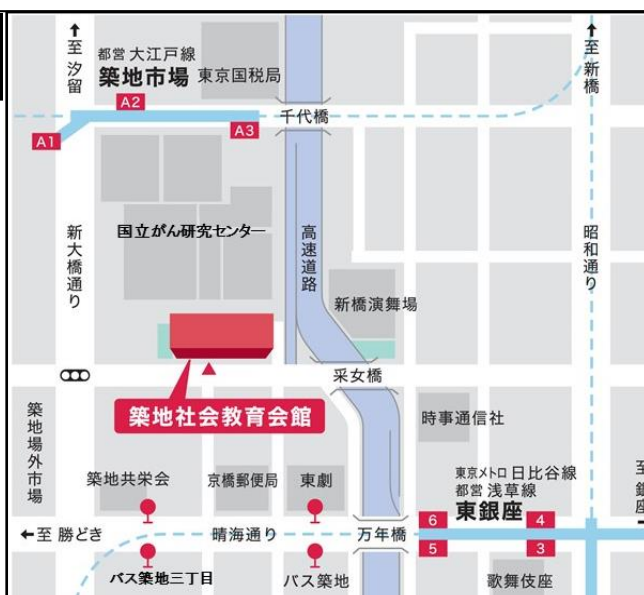 至 汐留
都営 大江戸線
築地市場
東京国税局
至 新橋
A2
A1
A3
千代橋
新大橋通り
国立がん研究センター
高速道路
昭和通り
新橋演舞場
采女橋
築地社会教育会館
築地場外市場
時事通信社
築地共栄会
京橋郵便局
東劇
東京メトロ 日比谷線
都営 浅草線
東銀座
至 銀座
6
4
←至 勝どき
晴海通り
万年橋
5
3
バス築地三丁目
バス築地
歌舞伎座